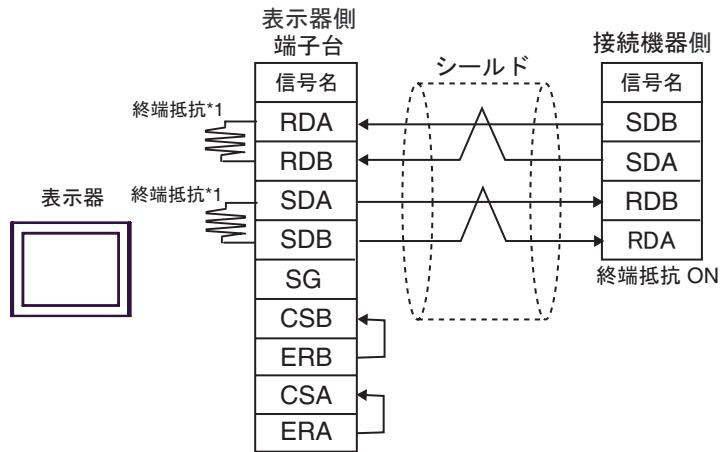 表示器側
端子台
接続機器側
シールド
信号名
信号名
終端抵抗*1
RDA
SDB
RDB
SDA
表示器
終端抵抗*1
SDA
RDB
SDB
RDA
SG
終端抵抗 ON
CSB
ERB
CSA
ERA